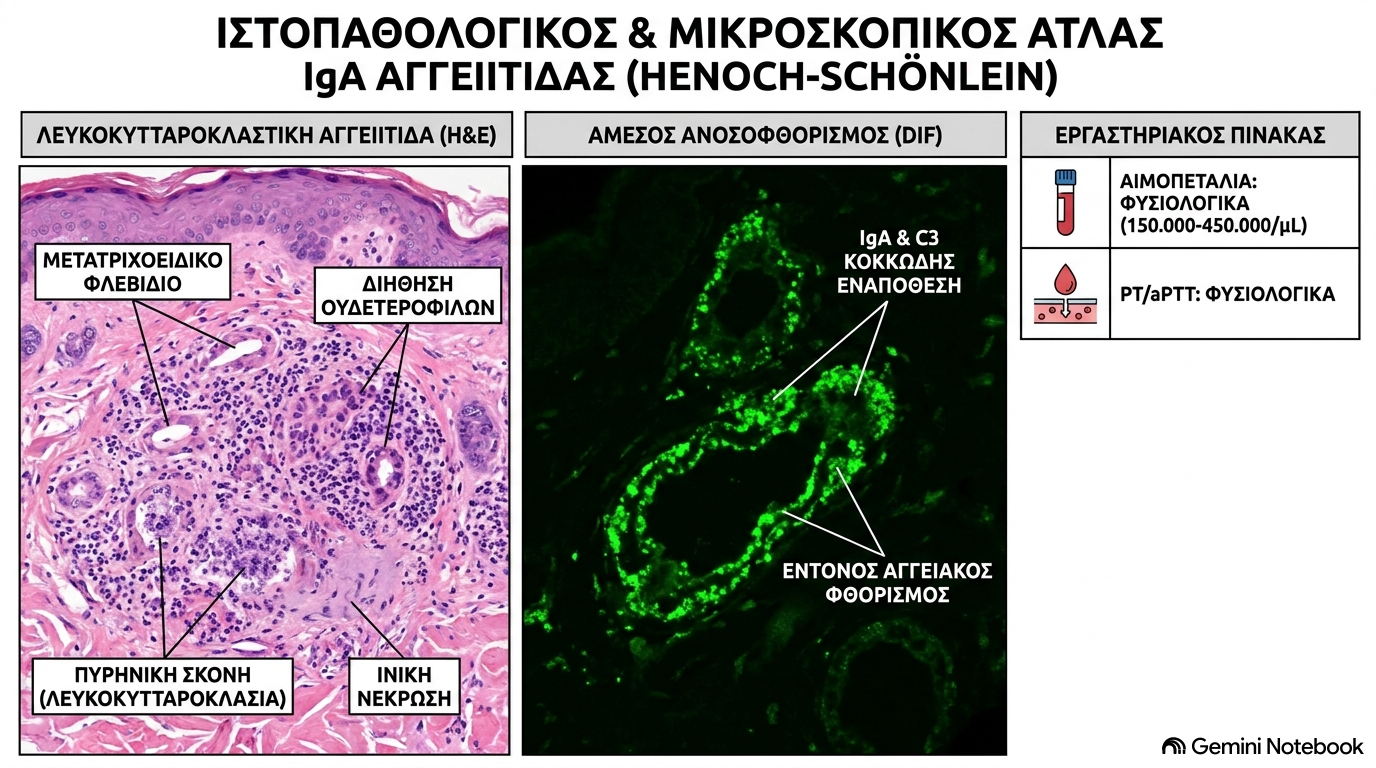 ΙΣΤΟΠΑΘΟΛΟΓΙΚΟΣ & ΜΙΚΡΟΣΚΟΠΙΚΟΣ ΑΤΛΑΣ
IgA ΑΓΓΕΙΙΤΙΔΑΣ (HENOCH-SCHÖNLEIN)
ΛΕΥΚΟΚΥΤΤΑΡΟΚΛΑΣΤΙΚΗ ΑΓΓΕΙΙΤΙΔΑ (H&E)
ΜΕΤΑΤΡΙΧΟΕΙΔΙΚΟ
ΦΛΕΒΙΔΙΟ
ΔΙΗΘΗΣΗ
ΟΥΔΕΤΕΡΟΦΙΛΩΝ
ΠΥΡΗΝΙΚΗ ΣΚΟΝΗ
(ΛΕΥΚΟΚΥΤΤΑΡΟΚΛΑΣΙΑ)
ΙΝΙΚΗ
ΝΕΚΡΩΣΗ
ΑΜΕΣΟΣ ΑΝΟΣΟΦΘΟΡΙΣΜΟΣ (DIF)
IgA & C3
ΚΟΚΚΩΔΗΣ
ΕΝΑΠΟΘΕΣΗ
ΕΝΤΟΝΟΣ ΑΓΓΕΙΑΚΟΣ
ΦΘΟΡΙΣΜΟΣ
ΕΡΓΑΣΤΗΡΙΑΚΟΣ ΠΙΝΑΚΑΣ
ΑΙΜΟΠΕΤΑΛΙΑ:
ΦΥΣΙΟΛΟΓΙΚΑ
(150.000-450.000/μL)
PT/aPTT: ΦΥΣΙΟΛΟΓΙΚΑ
Gemini Notebook